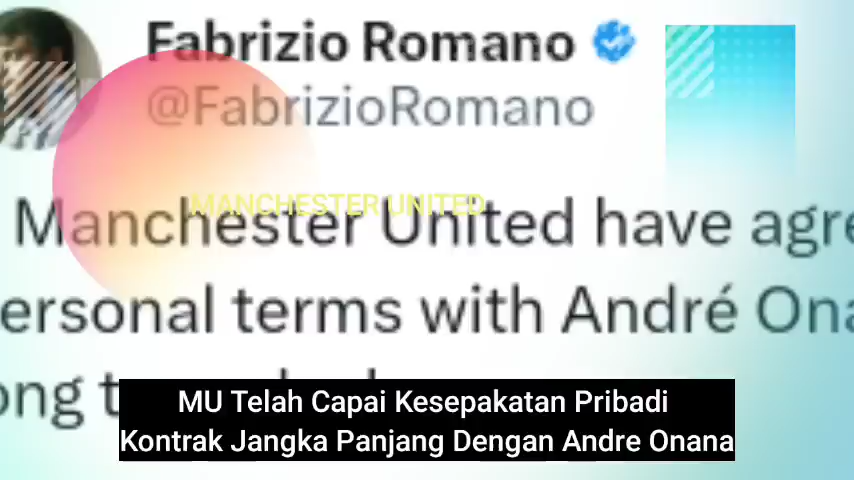 Fabrizio Romano
@FabrizioRomano
MANCHESTER UNITED
Manchester United have agre
ersonal terms with André Ona
ong t
MU Telah Capai Kesepakatan Pribadi
Kontrak Jangka Panjang Dengan Andre Onana